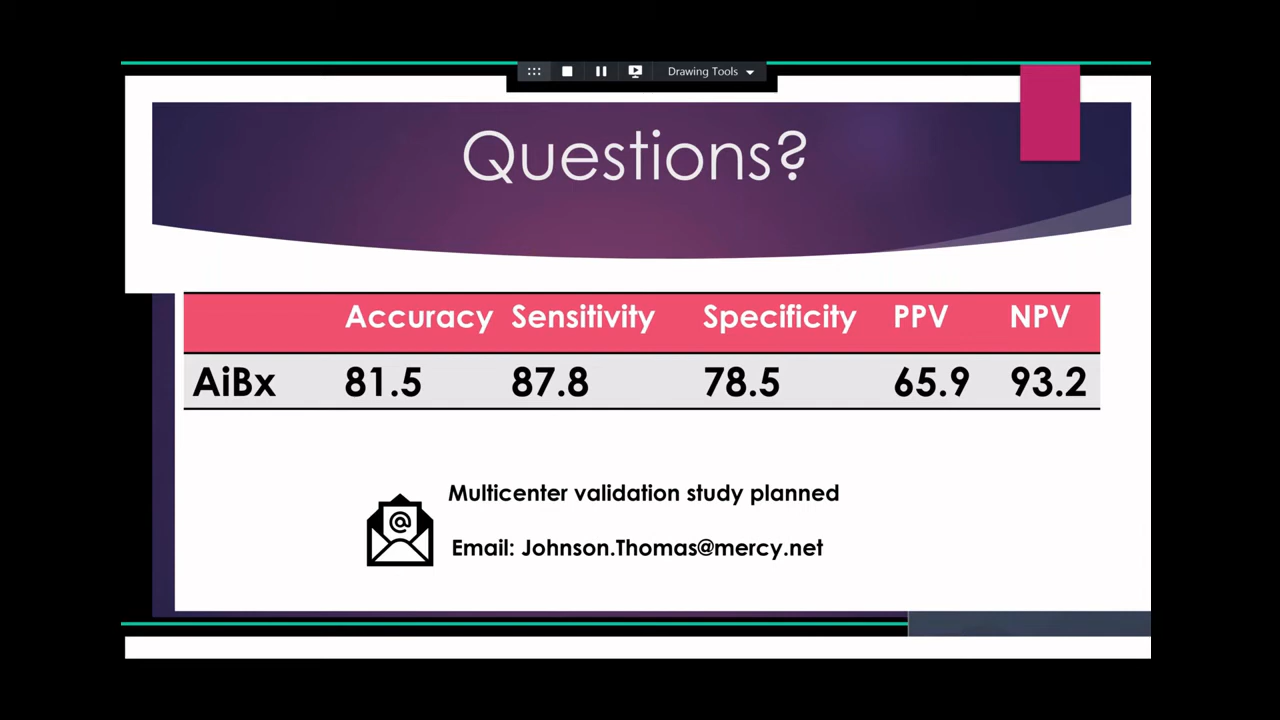 Drawing Tools
Questions?
Accuracy Sensitivity Specificity PPV NPV
AiBx 81.5 87.8 78.5 65.9 93.2
Multicenter validation study planned
@
Email: Johnson.Thomas@mercy.net